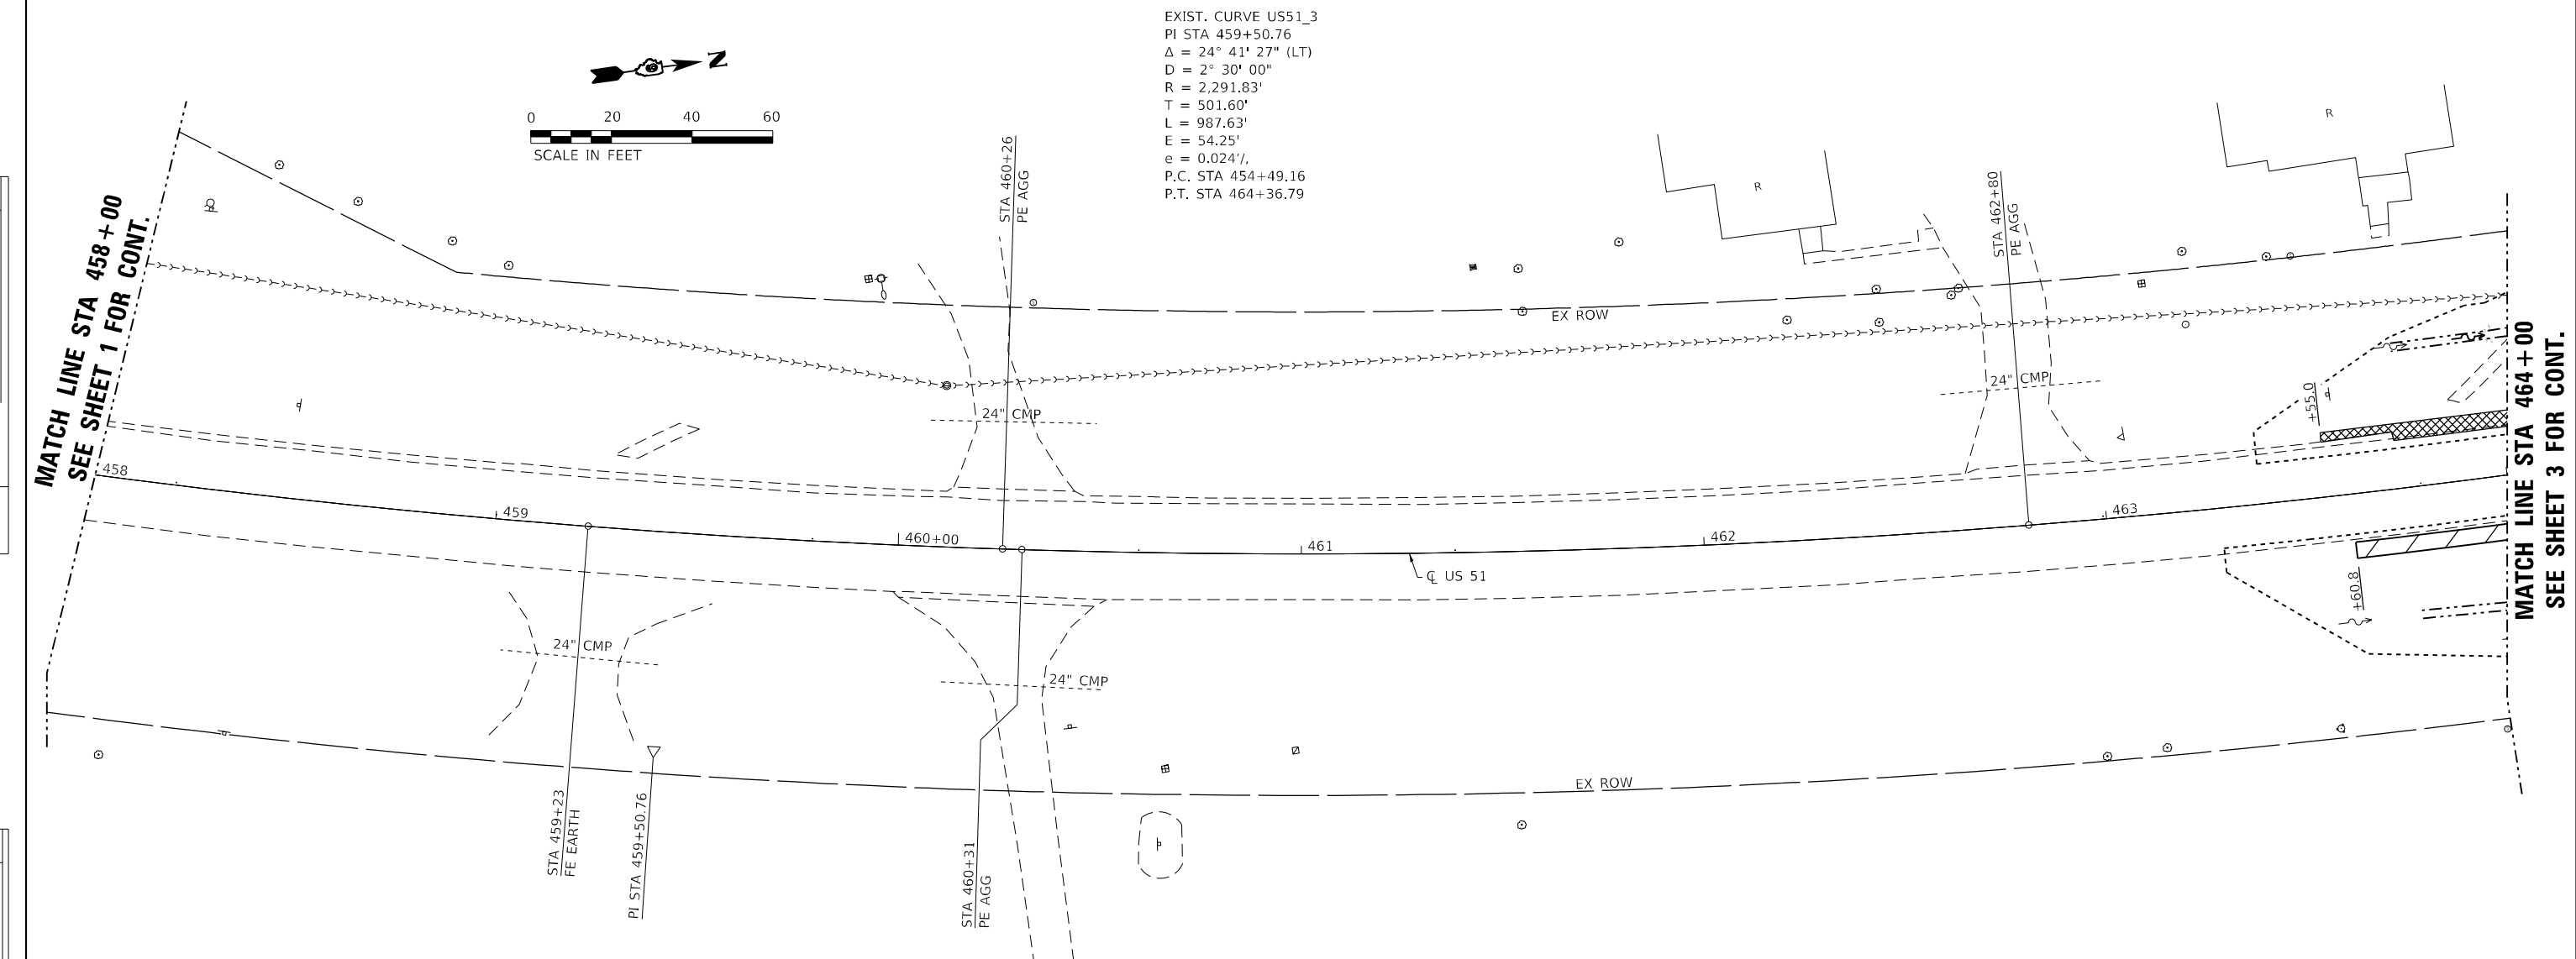 EXIST. CURVE US51_3
PI STA 459+50.76
Δ = 24° 41' 27" (LT)
D = 2° 30' 00"
R = 2,291.83'
T = 501.60'
L = 987.63'
E = 54.25'
e = 0.024'/,
P.C. STA 454+49.16
P.T. STA 464+36.79
N
0 20 40 60
SCALE IN FEET
MATCH LINE STA 458+00
SEE SHEET 1 FOR CONT.
STA 460+26
PE AGG
R
R
STA 462+80
PE AGG
EX ROW
24" CMP
24" CMP
+55.0
MATCH LINE STA 464+00
SEE SHEET 3 FOR CONT.
458
459
460+00
461
462
463
℄ US 51
+60.8
24" CMP
24" CMP
EX ROW
STA 459+23
FE EARTH
PI STA 459+50.76
STA 460+31
PE AGG